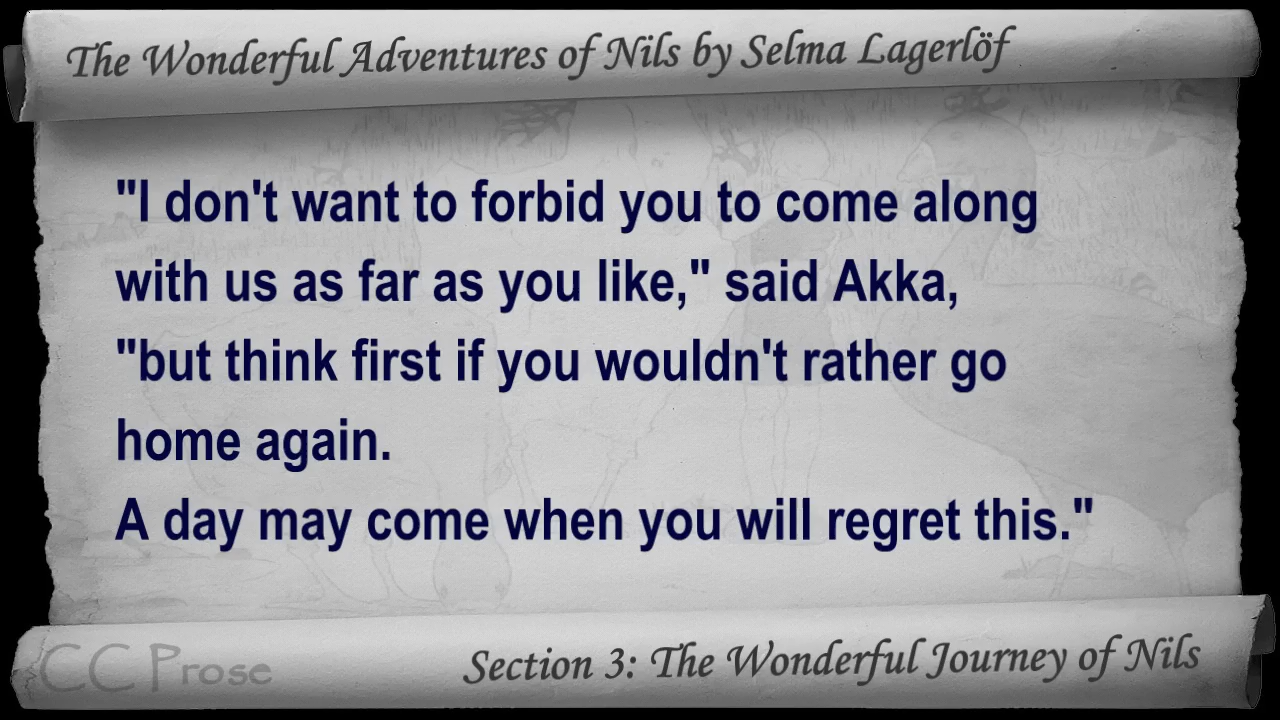 The Wonderful Adventures of Nils by Selma Lagerlöf
"I don't want to forbid you to come along
with us as far as you like," said Akka,
"but think first if you wouldn't rather go
home again.
A day may come when you will regret this."
CC Prose
Section 3: The Wonderful Journey of Nils